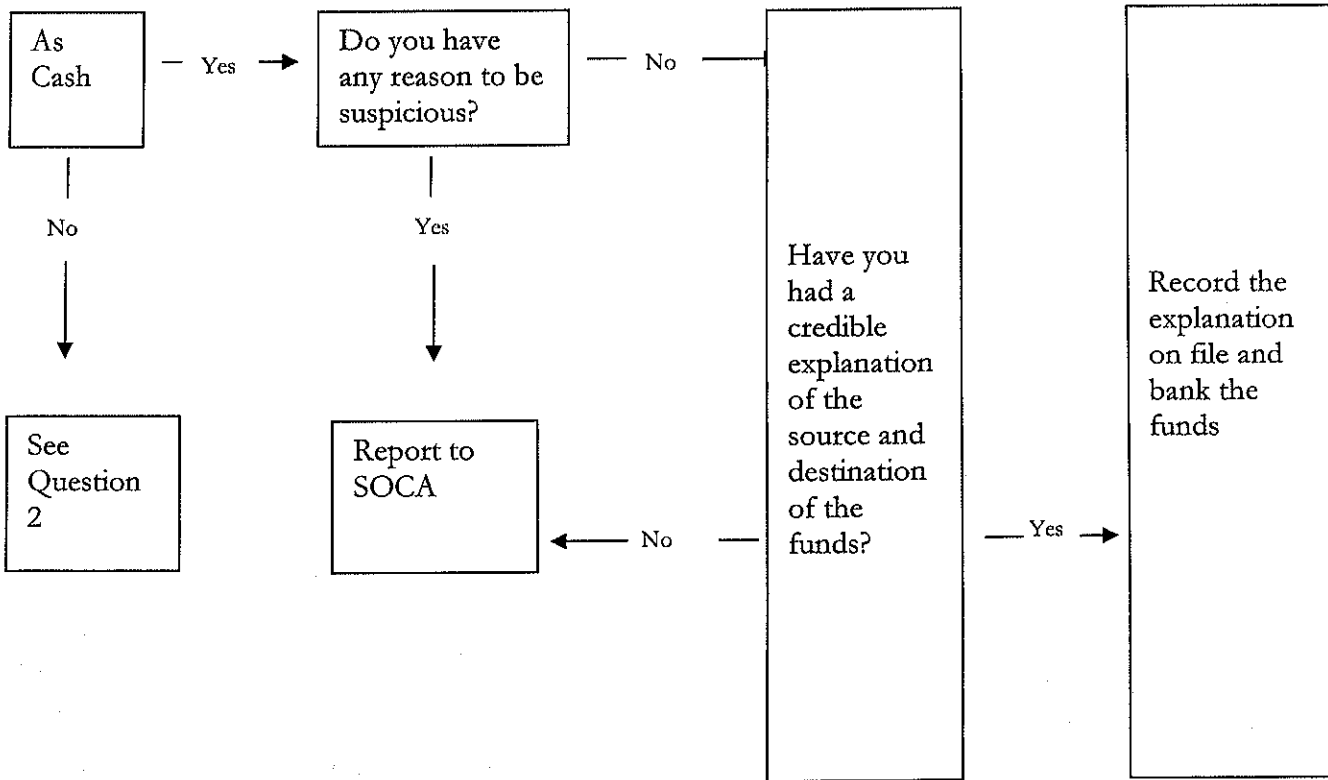 As
Cash
Yes
Do you have
any reason to be
suspicious?
No
No
Yes
Have you
had a
credible
explanation
of the
source and
destination
of the
funds?
Record the
explanation
on file and
bank the
funds
See
Question
2
Report to
SOCA
No
Yes